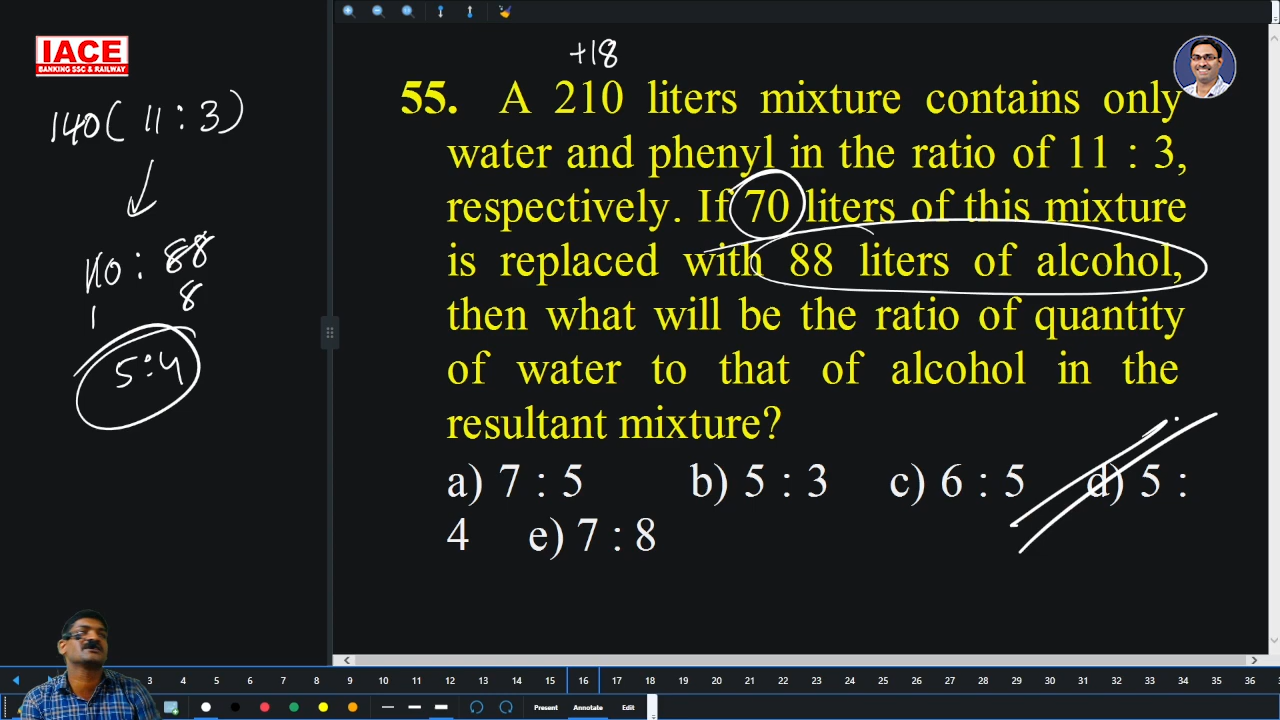 IACE
BANKING SSC & RAILWAY
140 ( 11 : 3 )
110 : 88
1 8
5 : 4
+18
55. A 210 liters mixture contains only
water and phenyl in the ratio of 11 : 3,
respectively. If 70 liters of this mixture
is replaced with 88 liters of alcohol,
then what will be the ratio of quantity
of water to that of alcohol in the
resultant mixture?
a) 7 : 5 b) 5 : 3 c) 6 : 5 d) 5 :
4 e) 7 : 8
3 4 5 6 7 8 9 10 11 12 13 14 15 16 17 18 19 20 21 22 23 24 25 26 27 28 29 30 31 32 33 34 35 36
Present Annotate Edit